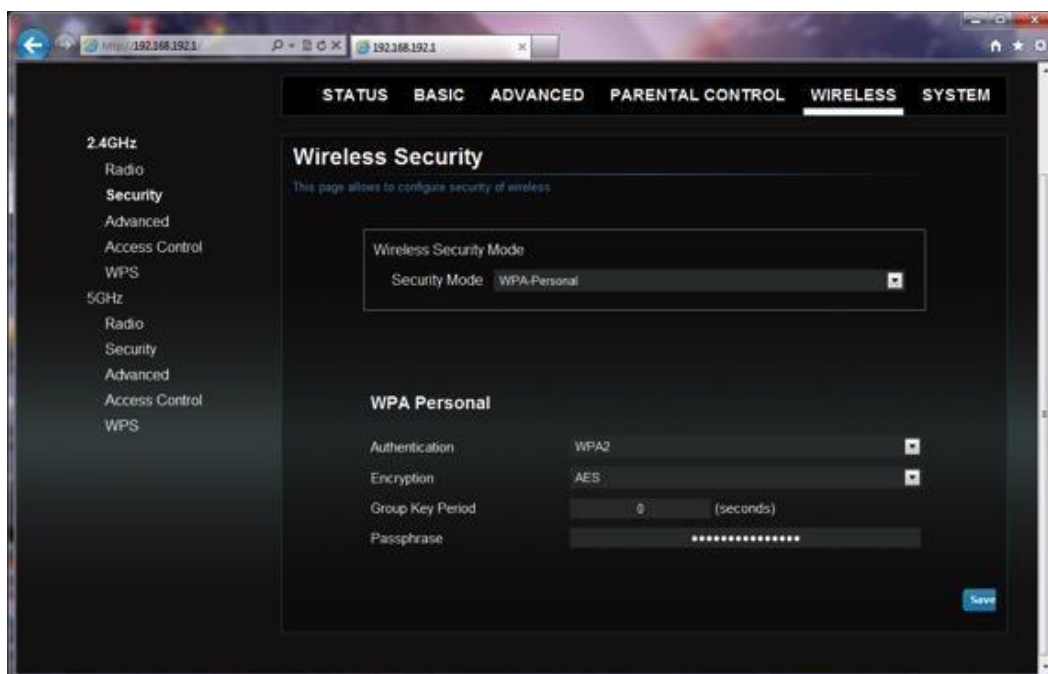 http://192.168.192.1/
192.168.192.1
STATUS BASIC ADVANCED PARENTAL CONTROL WIRELESS SYSTEM
2.4GHz
Radio
Security
Advanced
Access Control
WPS
5GHz
Radio
Security
Advanced
Access Control
WPS
Wireless Security
This page allows to configure security of wireless
Wireless Security Mode
Security Mode WPA-Personal
WPA Personal
Authentication WPA2
Encryption AES
Group Key Period 0 (seconds)
Passphrase •••••••••••••••
Save